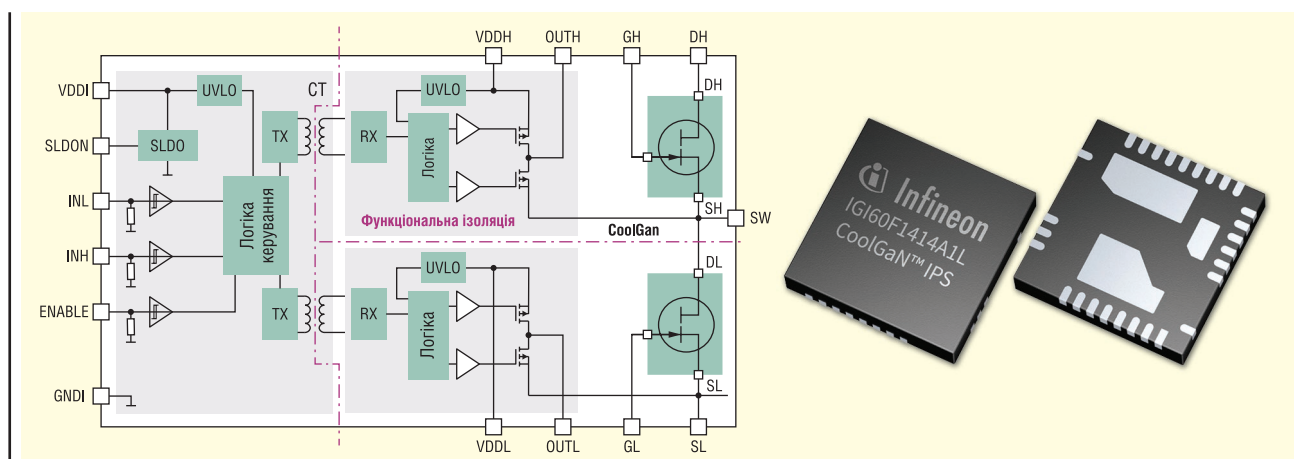 VDDH
OUTH
GH
DH
VDDI
UVLO
CT
UVLO
DH
SLDON
SLDO
TX
RX
Логіка
INL
Логіка
керування
Функціональна ізоляція
CoolGan
SH
SW
INH
UVLO
DL
ENABLE
TX
RX
Логіка
SL
GNDI
VDDL
OUTL
GL
SL
Infineon
IGI60F1414A1L
CoolGaN™ IPS